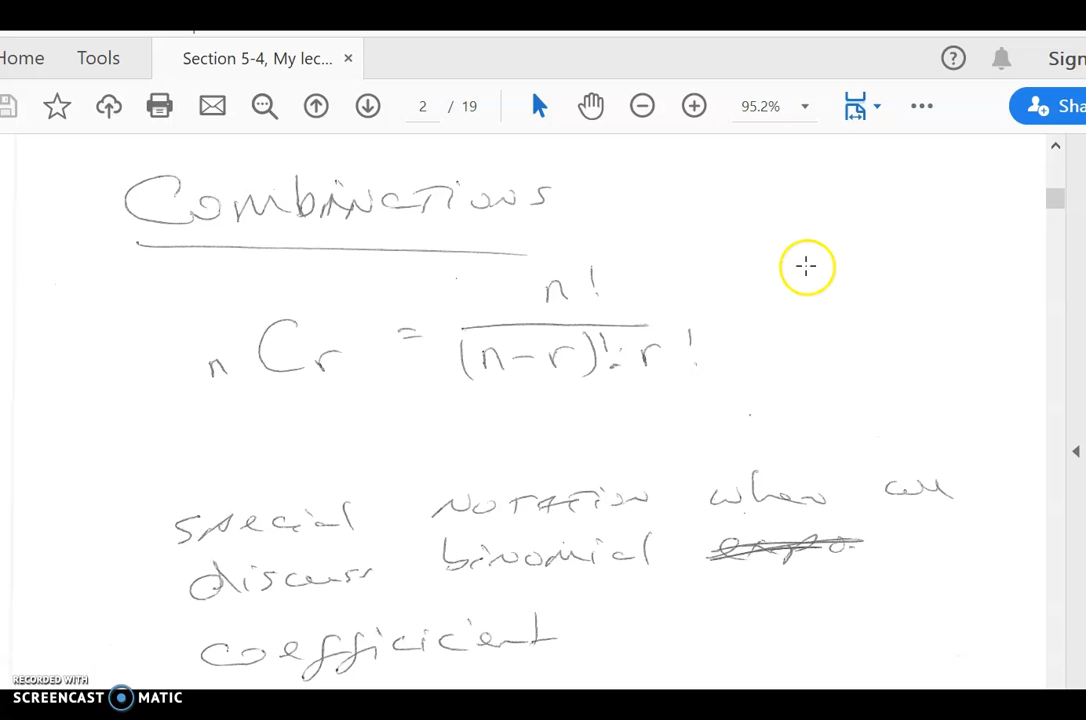 Home Tools Section 5-4, My lec... × Sign
2 / 19 95.2% Sha
Combinations
nCr = n! / (n-r)! · r!
special notation when we
discuss binomial
coefficicient
RECORDED WITH
SCREENCAST MATIC